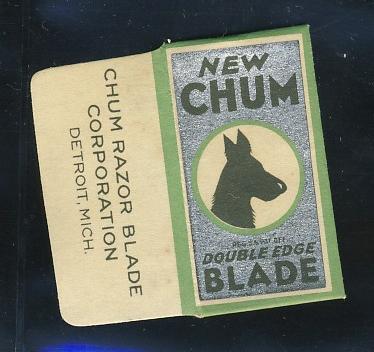 CHUM RAZOR BLADE
CORPORATION
DETROIT, MICH.
NEW
CHUM
DOUBLE EDGE
BLADE